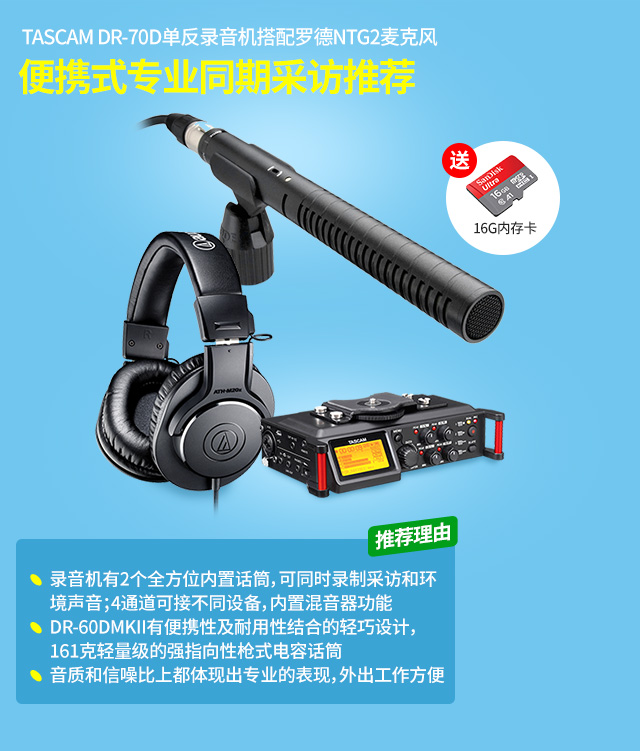 TASCAM DR-70D单反录音机搭配罗德NTG2麦克风
便携式专业同期采访推荐
送
SanDisk
Ultra
16GB
A1
16G内存卡
ATH-M20x
TASCAM
推荐理由
录音机有2个全方位内置话筒，可同时录制采访和环
境声音；4通道可接不同设备，内置混音器功能
DR-60DMKII有便携性及耐用性结合的轻巧设计，
161克轻量级的强指向性枪式电容话筒
音质和信噪比上都体现出专业的表现，外出工作方便